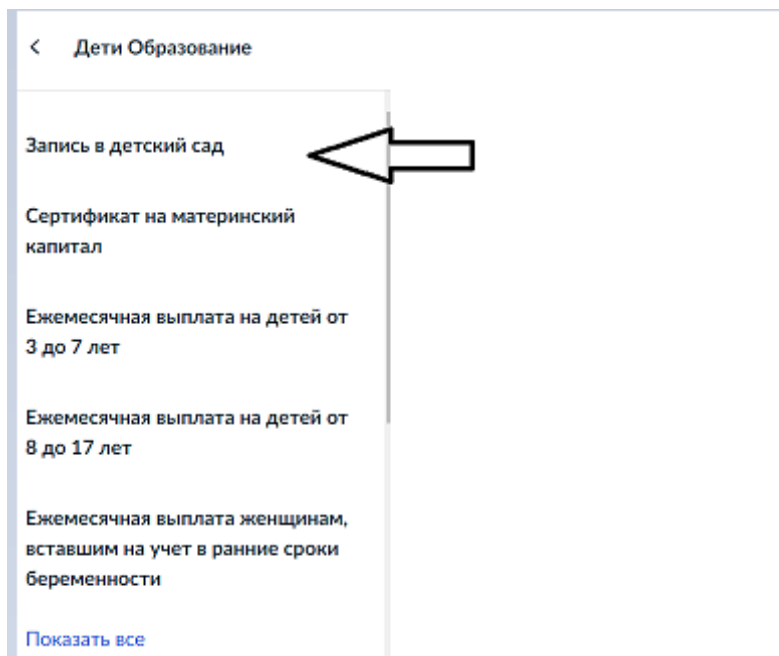 Дети Образование
Запись в детский сад
Сертификат на материнский
капитал
Ежемесячная выплата на детей от
3 до 7 лет
Ежемесячная выплата на детей от
8 до 17 лет
Ежемесячная выплата женщинам,
вставшим на учет в ранние сроки
беременности
Показать все